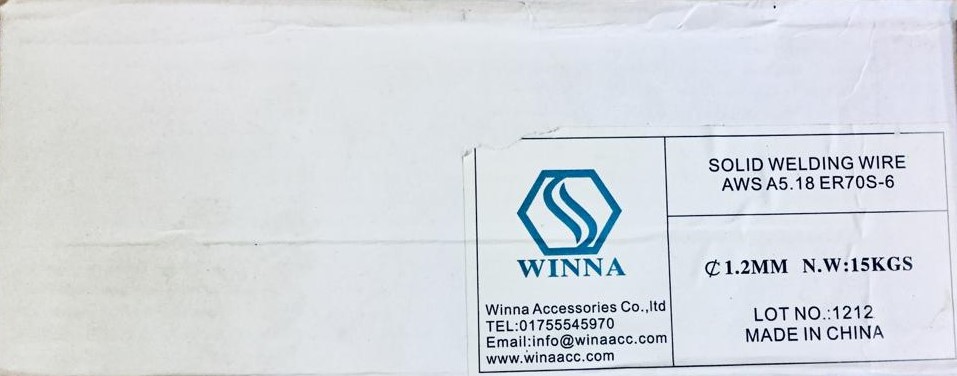 WINNA
Winna Accessories Co.,ltd
TEL:01755545970
Email:info@winaacc.com
www.winaacc.com
SOLID WELDING WIRE
AWS A5.18 ER70S-6
₵1.2MM N.W:15KGS
LOT NO.:1212
MADE IN CHINA